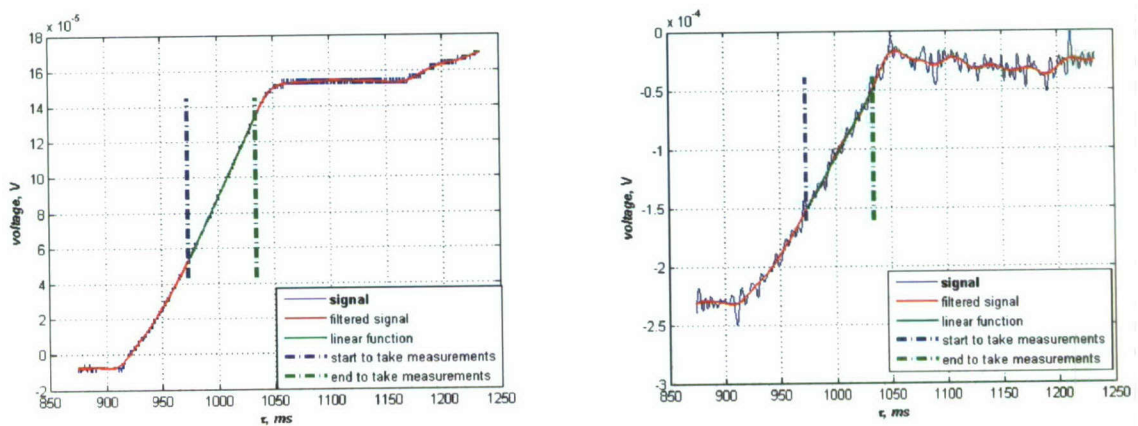 x 10⁻⁵
18
16
14
12
10
8
6
4
2
0
-2
850 900 950 1000 1050 1100 1150 1200 1250
τ, ms
voltage, V
signal
filtered signal
linear function
start to take measurements
end to take measurements
x 10⁻⁴
0
-0.5
-1
-1.5
-2
-2.5
-3
850 900 950 1000 1050 1100 1150 1200 1250
τ, ms
voltage, V
signal
filtered signal
linear function
start to take measurements
end to take measurements